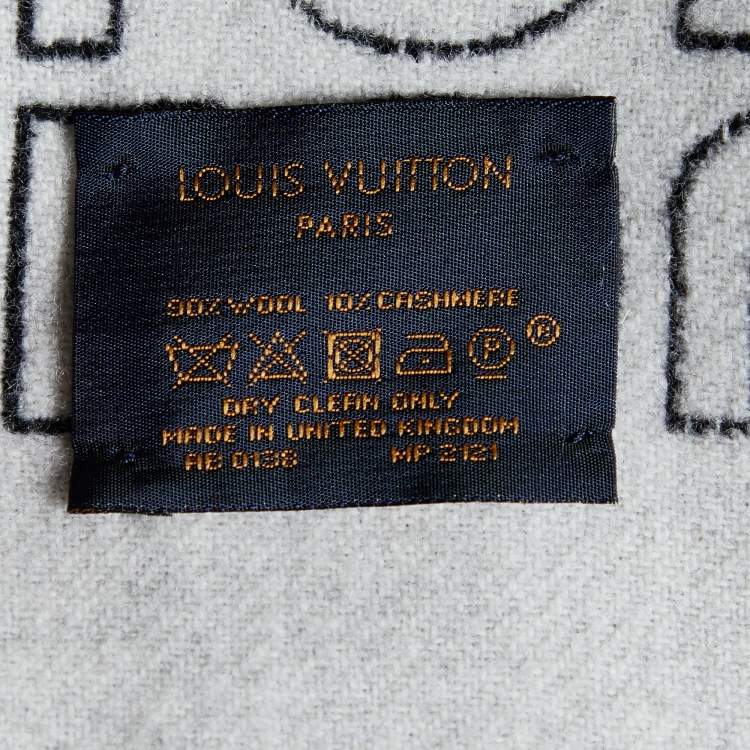 LOUIS VUITTON
PARIS
90% WOOL 10% CASHMERE
P ®
DRY CLEAN ONLY
MADE IN UNITED KINGDOM
AB 0138 MP 2121